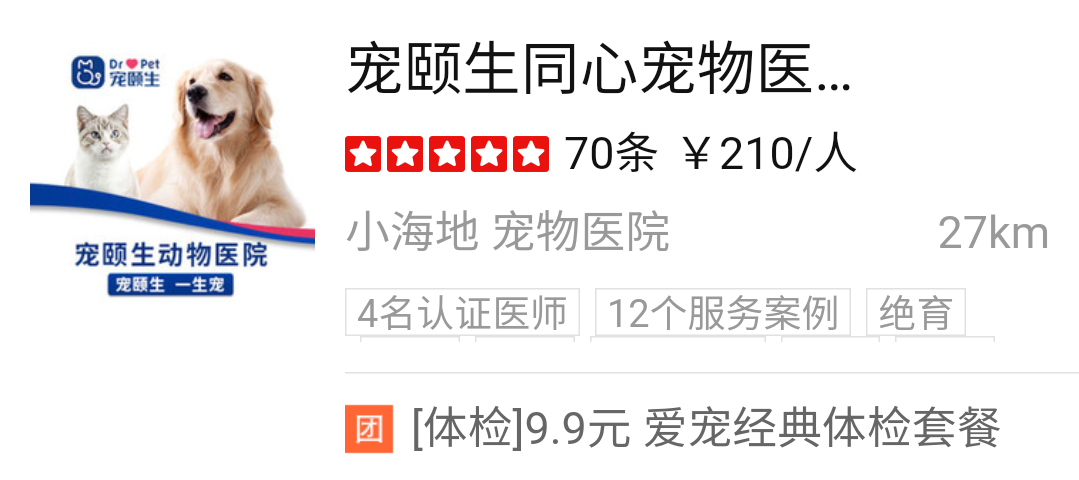 Dr Pet
宠颐生
宠颐生动物医院
宠颐生 一生宠
宠颐生同心宠物医...
70条 ￥210/人
小海地 宠物医院 27km
4名认证医师 12个服务案例 绝育
团 [体检]9.9元 爱宠经典体检套餐